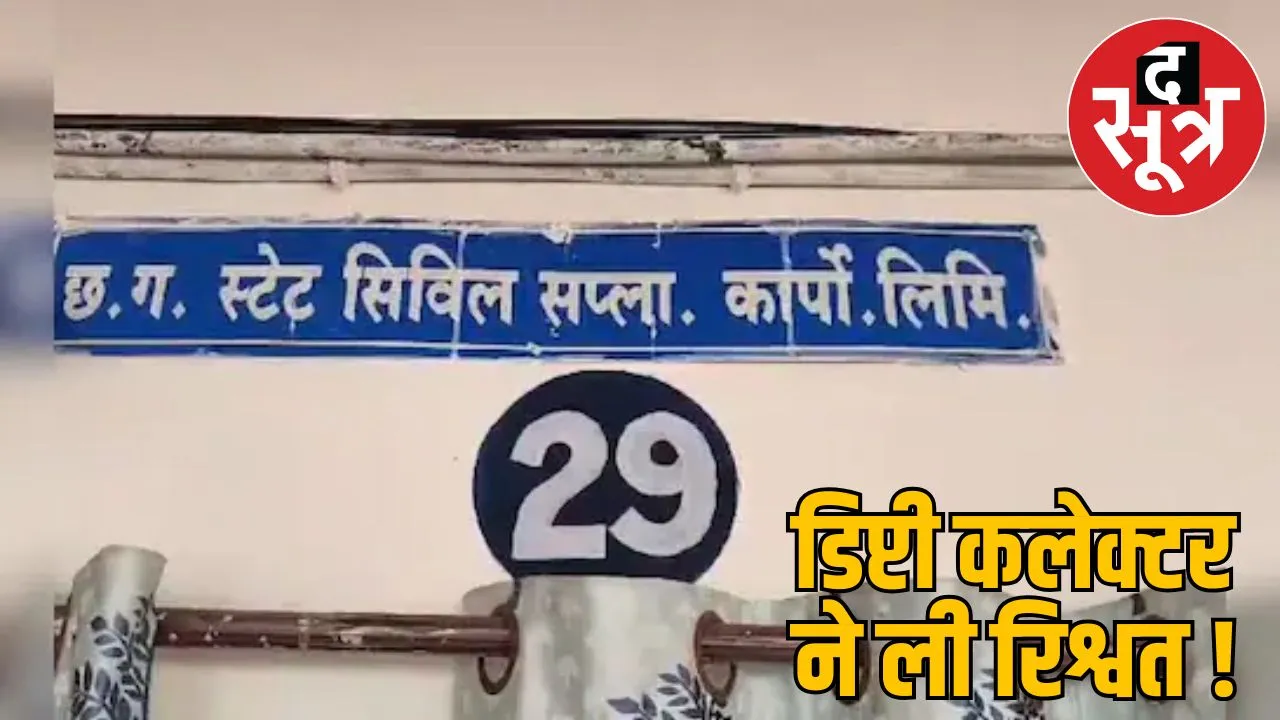 द
सूत्र
छ.ग. स्टेट सिविल सप्ला. कार्पो.लिमि.
29
डिप्टी कलेक्टर
ने ली रिश्वत !